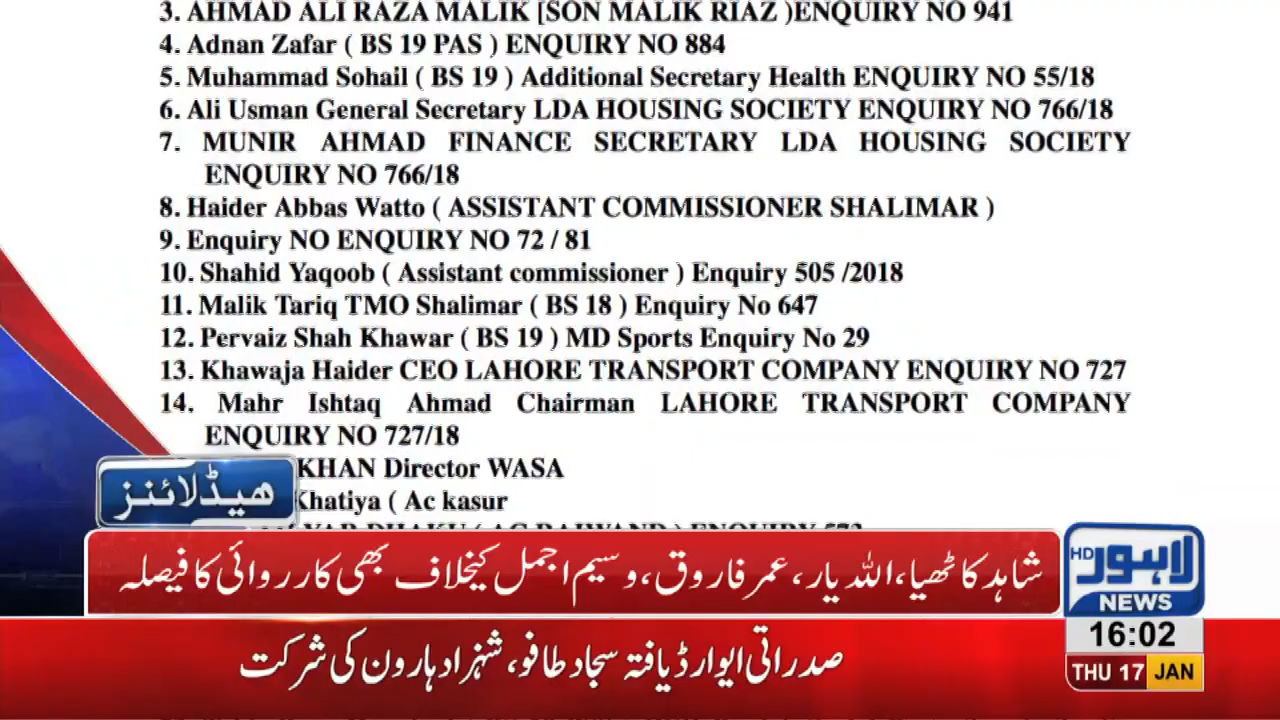 3. AHMAD ALI RAZA MALIK [SON MALIK RIAZ )ENQUIRY NO 941
4. Adnan Zafar ( BS 19 PAS ) ENQUIRY NO 884
5. Muhammad Sohail ( BS 19 ) Additional Secretary Health ENQUIRY NO 55/18
6. Ali Usman General Secretary LDA HOUSING SOCIETY ENQUIRY NO 766/18
7. MUNIR AHMAD FINANCE SECRETARY LDA HOUSING SOCIETY
ENQUIRY NO 766/18
8. Haider Abbas Watto ( ASSISTANT COMMISSIONER SHALIMAR )
9. Enquiry NO ENQUIRY NO 72 / 81
10. Shahid Yaqoob ( Assistant commissioner ) Enquiry 505 /2018
11. Malik Tariq TMO Shalimar ( BS 18 ) Enquiry No 647
12. Pervaiz Shah Khawar ( BS 19 ) MD Sports Enquiry No 29
13. Khawaja Haider CEO LAHORE TRANSPORT COMPANY ENQUIRY NO 727
14. Mahr Ishtaq Ahmad Chairman LAHORE TRANSPORT COMPANY
ENQUIRY NO 727/18
KHAN Director WASA
Khatiya ( Ac kasur
ہیڈلائنز
شاہد کاٹھیا، اللہ یار، عمر فاروق، وسیم اجمل کیخلاف بھی کارروائی کا فیصلہ
HD لاہور
NEWS
16:02
THU 17 JAN
صدراتی ایوارڈ یافتہ سجاد طافو، شہزاد ہارون کی شرکت